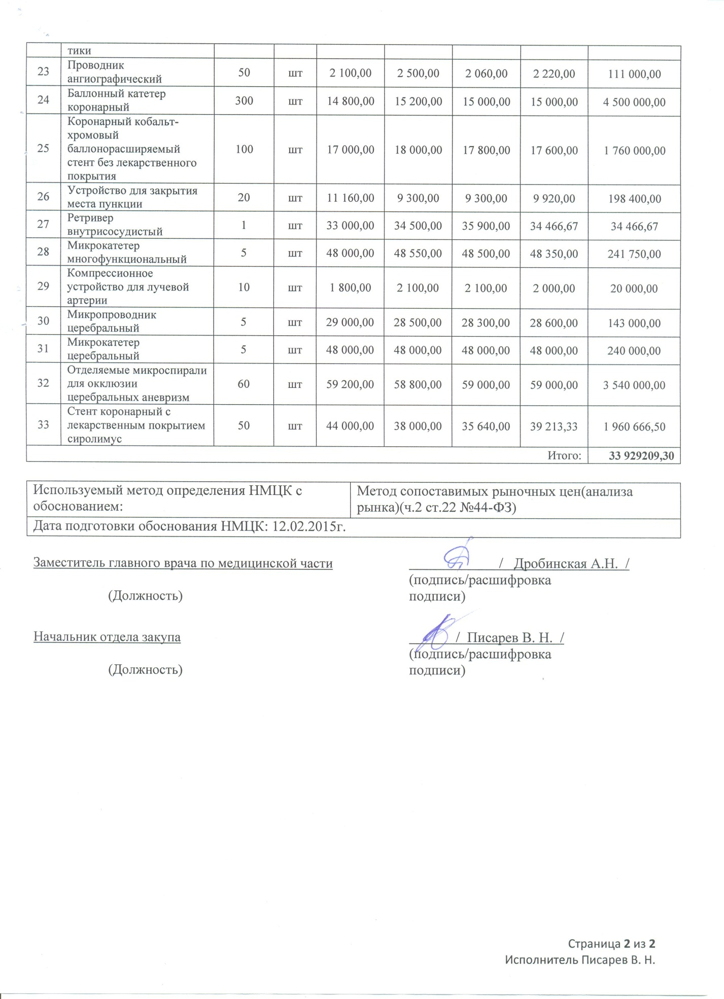 тики
23 Проводник ангиографический 50 шт 2 100,00 2 500,00 2 060,00 2 220,00 111 000,00
24 Баллонный катетер коронарный 300 шт 14 800,00 15 200,00 15 000,00 15 000,00 4 500 000,00
25 Коронарный кобальт-хромовый баллонорасширяемый стент без лекарственного покрытия 100 шт 17 000,00 18 000,00 17 800,00 17 600,00 1 760 000,00
26 Устройство для закрытия места пункции 20 шт 11 160,00 9 300,00 9 300,00 9 920,00 198 400,00
27 Ретривер внутрисосудистый 1 шт 33 000,00 34 500,00 35 900,00 34 466,67 34 466,67
28 Микрокатетер многофункциональный 5 шт 48 000,00 48 550,00 48 500,00 48 350,00 241 750,00
29 Компрессионное устройство для лучевой артерии 10 шт 1 800,00 2 100,00 2 100,00 2 000,00 20 000,00
30 Микропроводник церебральный 5 шт 29 000,00 28 500,00 28 300,00 28 600,00 143 000,00
31 Микрокатетер церебральный 5 шт 48 000,00 48 000,00 48 000,00 48 000,00 240 000,00
32 Отделяемые микроспирали для окклюзии церебральных аневризм 60 шт 59 200,00 58 800,00 59 000,00 59 000,00 3 540 000,00
33 Стент коронарный с лекарственным покрытием сиролимус 50 шт 44 000,00 38 000,00 35 640,00 39 213,33 1 960 666,50
Итого: 33 929209,30
Используемый метод определения НМЦК с обоснованием:
Метод сопоставимых рыночных цен(анализа рынка)(ч.2 ст.22 №44-ФЗ)
Дата подготовки обоснования НМЦК: 12.02.2015г.
Заместитель главного врача по медицинской части / Дробинская А.Н. /
(подпись/расшифровка
(Должность) подписи)
Начальник отдела закупа / Писарев В. Н. /
(подпись/расшифровка
(Должность) подписи)
Страница 2 из 2
Исполнитель Писарев В. Н.